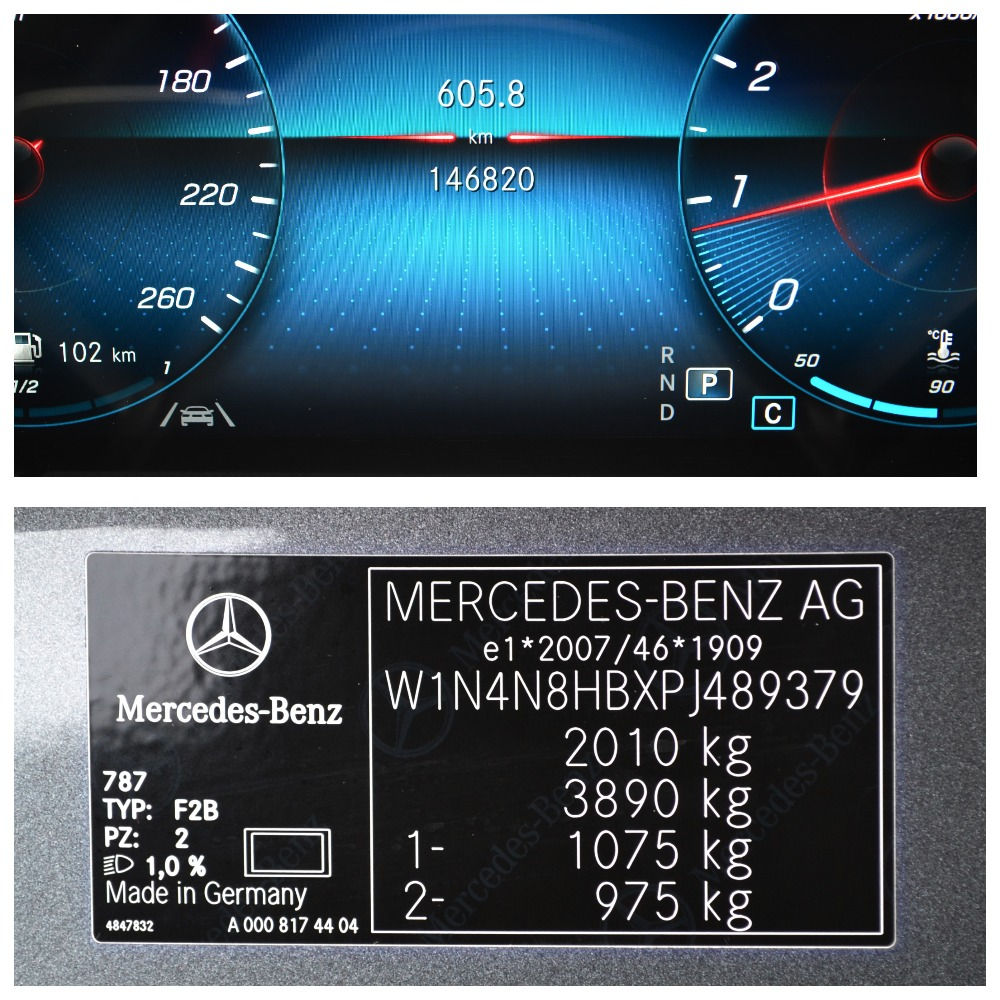 x1000/
180
605.8
2
km
146820
220
1
260
0
102 km
1/2
1
50
90
°C
R
N
P
D
C
MERCEDES-BENZ AG
e1*2007/46*1909
W1N4N8HBXPJ489379
Mercedes-Benz
2010 kg
3890 kg
1- 1075 kg
2- 975 kg
787
TYP: F2B
PZ: 2
1,0 %
Made in Germany
4847832 A 000 817 44 04